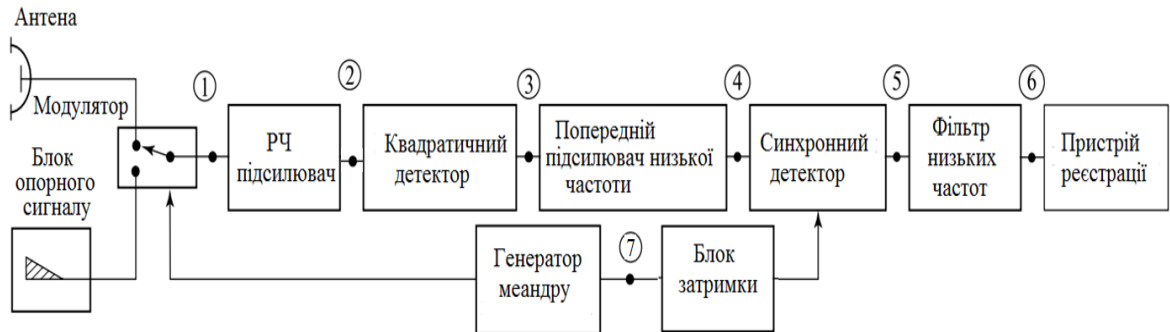 Антена
Модулятор
Блок
опорного
сигналу
1
РЧ
підсилювач
2
Квадратичний
детектор
3
Попередній
підсилювач низької
частоти
4
Синхронний
детектор
5
Фільтр
низьких
частот
6
Пристрій
реєстрації
Генератор
меандру
7
Блок
затримки